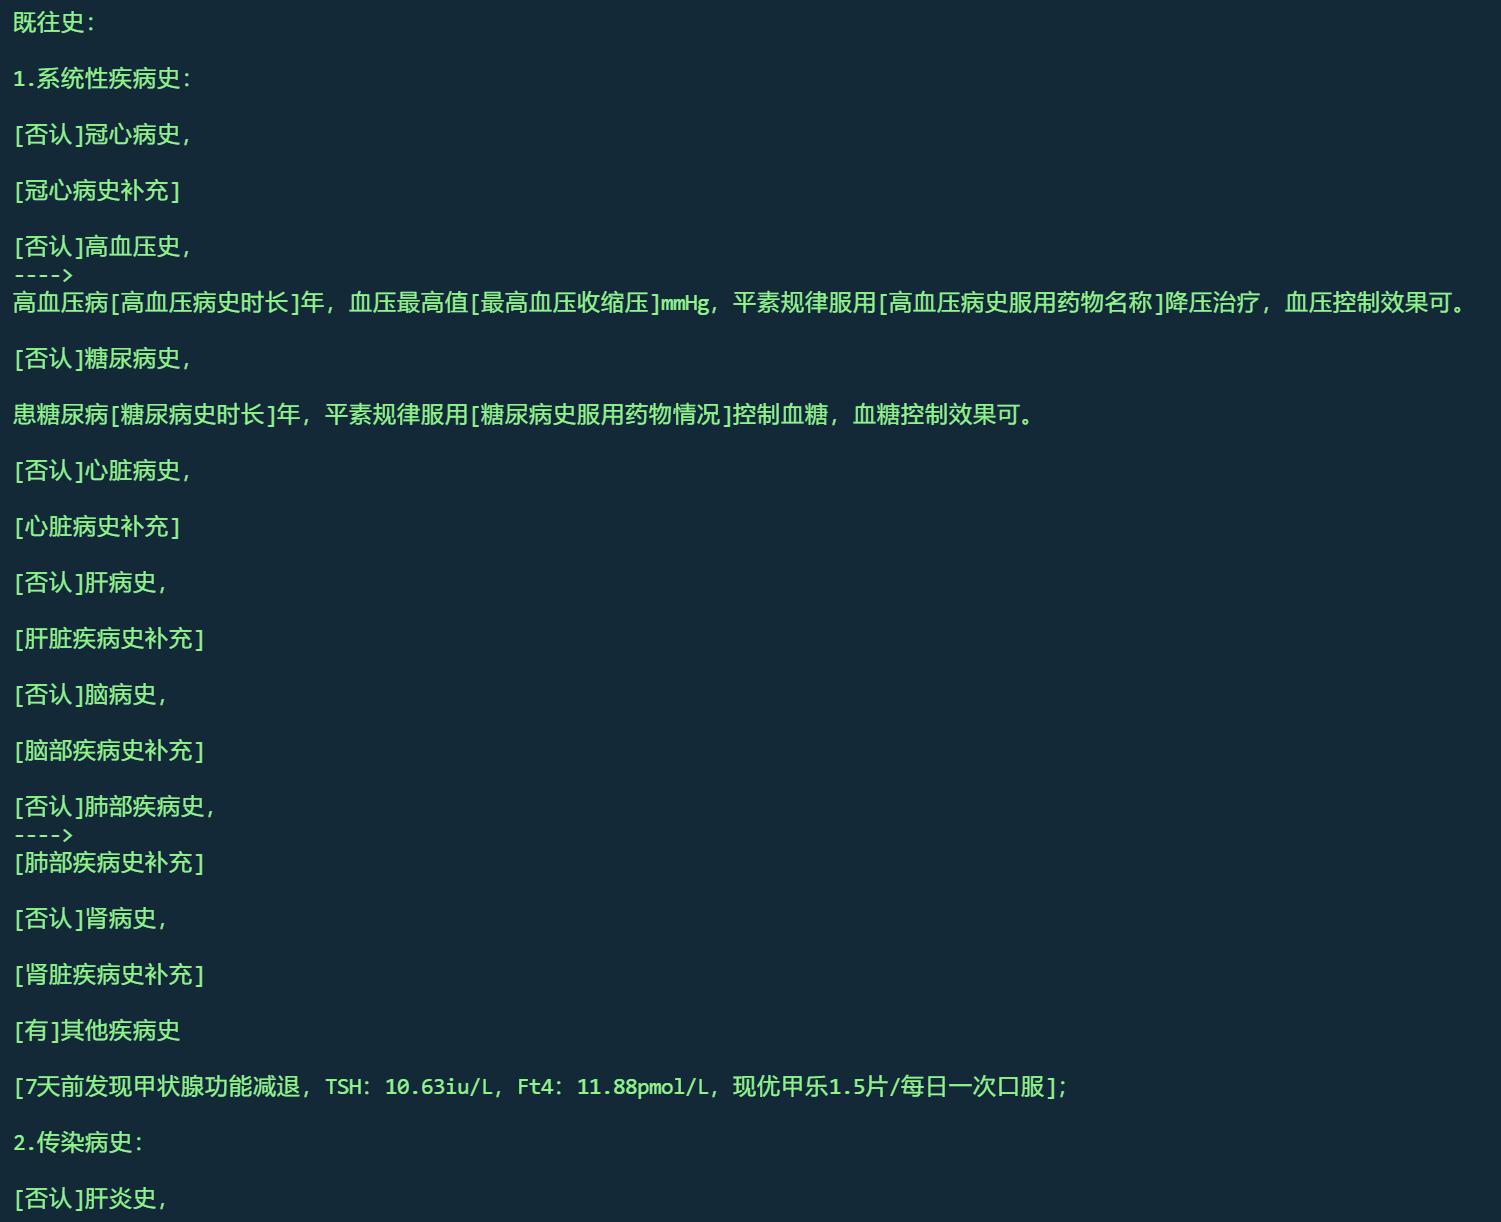 既往史：
1.系统性疾病史：
[否认]冠心病史，
[冠心病史补充]
[否认]高血压史，
---->
高血压病[高血压病史时长]年，血压最高值[最高血压收缩压]mmHg，平素规律服用[高血压病史服用药物名称]降压治疗，血压控制效果可。
[否认]糖尿病史，
患糖尿病[糖尿病史时长]年，平素规律服用[糖尿病史服用药物情况]控制血糖，血糖控制效果可。
[否认]心脏病史，
[心脏病史补充]
[否认]肝病史，
[肝脏疾病史补充]
[否认]脑病史，
[脑部疾病史补充]
[否认]肺部疾病史，
---->
[肺部疾病史补充]
[否认]肾病史，
[肾脏疾病史补充]
[有]其他疾病史
[7天前发现甲状腺功能减退，TSH：10.63iu/L，Ft4：11.88pmol/L，现优甲乐1.5片/每日一次口服]；
2.传染病史：
[否认]肝炎史，